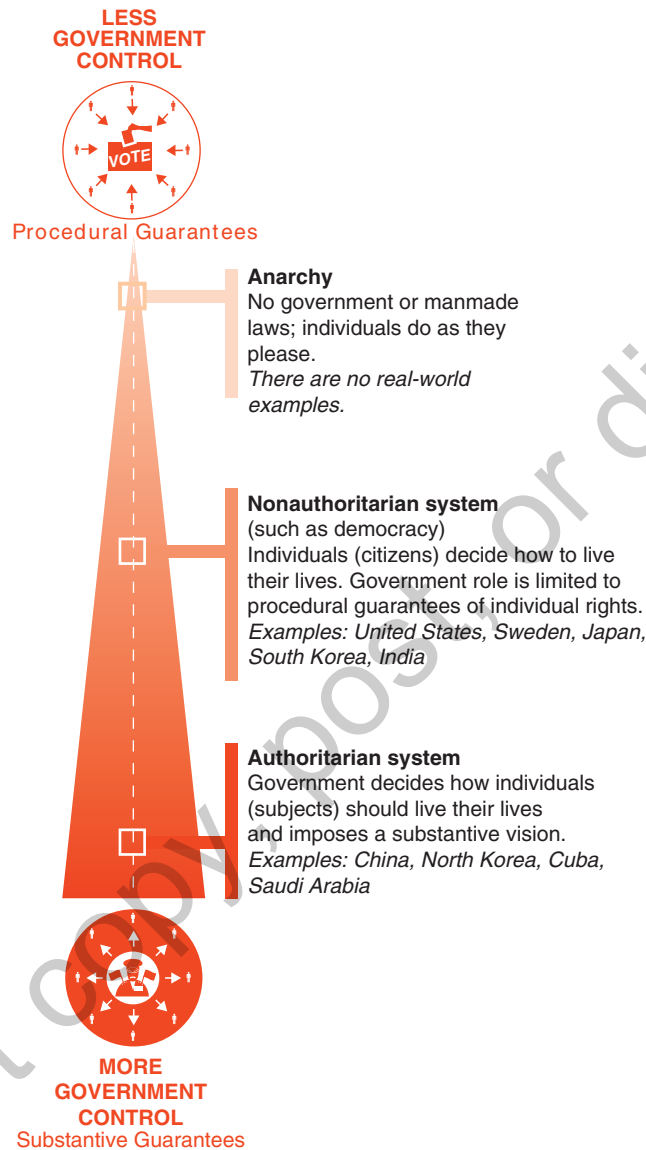 LESS
GOVERNMENT
CONTROL
VOTE
Procedural Guarantees
Anarchy
No government or manmade
laws; individuals do as they
please.
There are no real-world
examples.
Nonauthoritarian system
(such as democracy)
Individuals (citizens) decide how to live
their lives. Government role is limited to
procedural guarantees of individual rights.
Examples: United States, Sweden, Japan,
South Korea, India
Authoritarian system
Government decides how individuals
(subjects) should live their lives
and imposes a substantive vision.
Examples: China, North Korea, Cuba,
Saudi Arabia
MORE
GOVERNMENT
CONTROL
Substantive Guarantees
copy, post, or